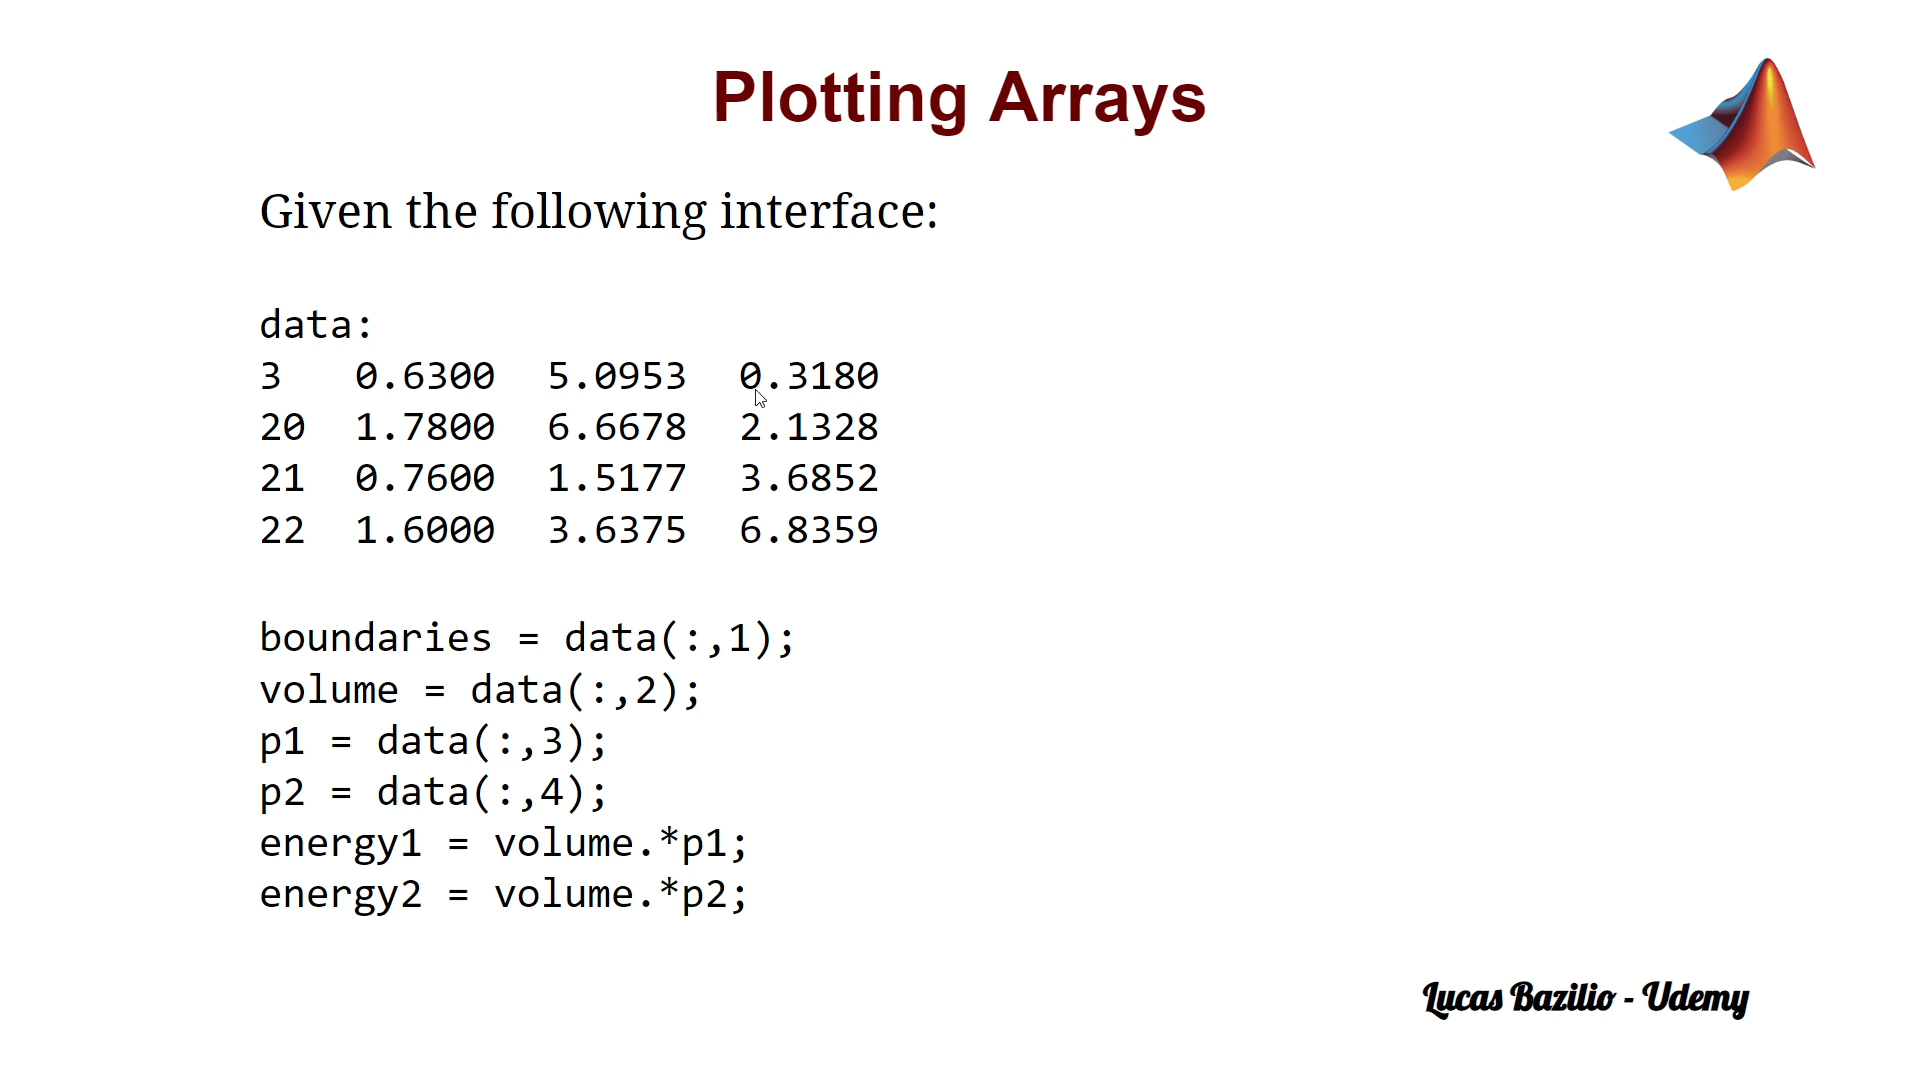 Plotting Arrays
Given the following interface:
data:
3 0.6300 5.0953 0.3180
20 1.7800 6.6678 2.1328
21 0.7600 1.5177 3.6852
22 1.6000 3.6375 6.8359
boundaries = data(:,1);
volume = data(:,2);
p1 = data(:,3);
p2 = data(:,4);
energy1 = volume.*p1;
energy2 = volume.*p2;
Lucas Bazilio - Udemy